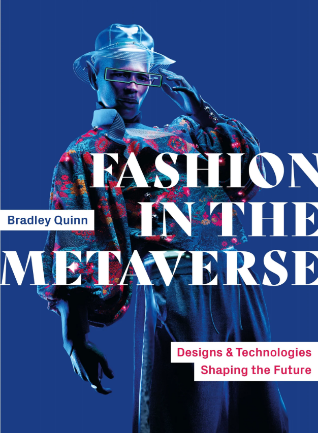 FASHION
Bradley Quinn
IN THE
METAVERSE
Designs & Technologies
Shaping the Future